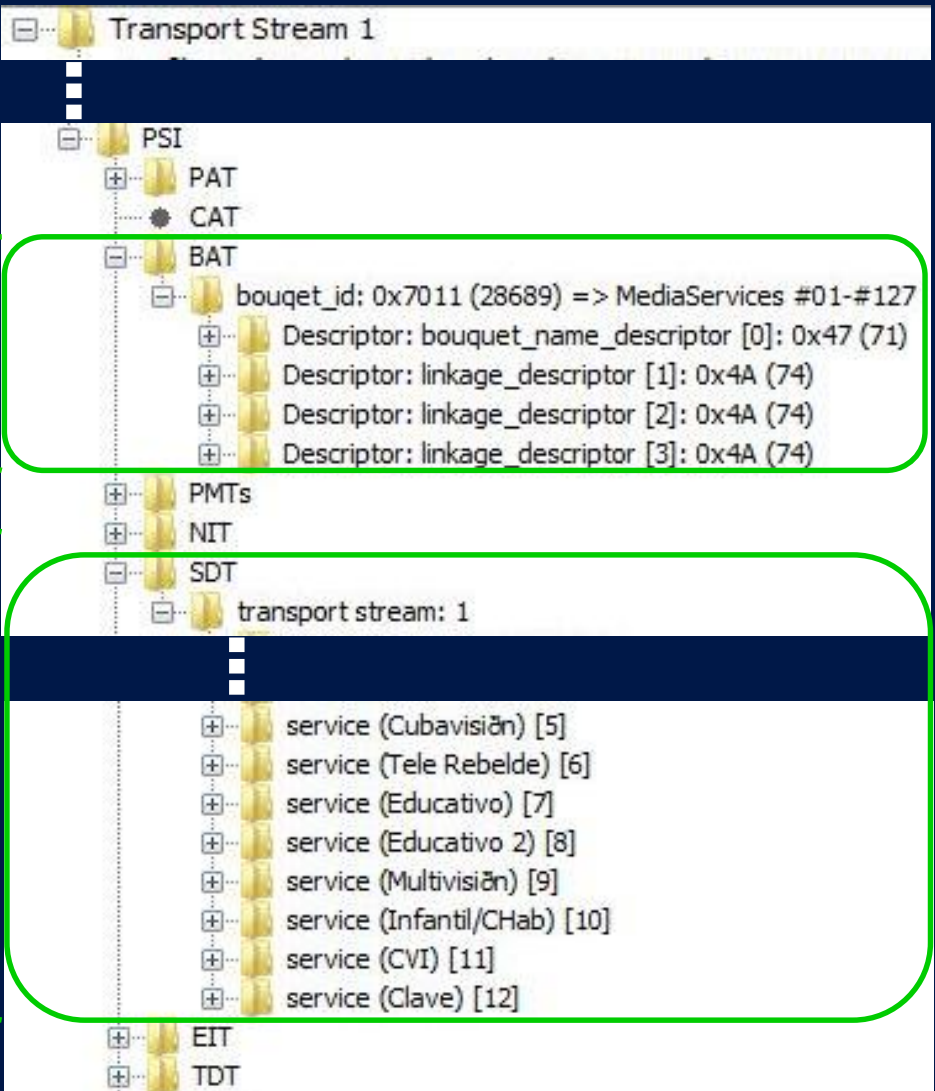 Transport Stream 1
PSI
PAT
CAT
BAT
bouqet_id: 0x7011 (28689) => MediaServices #01-#127
Descriptor: bouquet_name_descriptor [0]: 0x47 (71)
Descriptor: linkage_descriptor [1]: 0x4A (74)
Descriptor: linkage_descriptor [2]: 0x4A (74)
Descriptor: linkage_descriptor [3]: 0x4A (74)
PMTs
NIT
SDT
transport stream: 1
service (Cubavisiðn) [5]
service (Tele Rebelde) [6]
service (Educativo) [7]
service (Educativo 2) [8]
service (Multivisiðn) [9]
service (Infantil/CHab) [10]
service (CVI) [11]
service (Clave) [12]
EIT
TDT